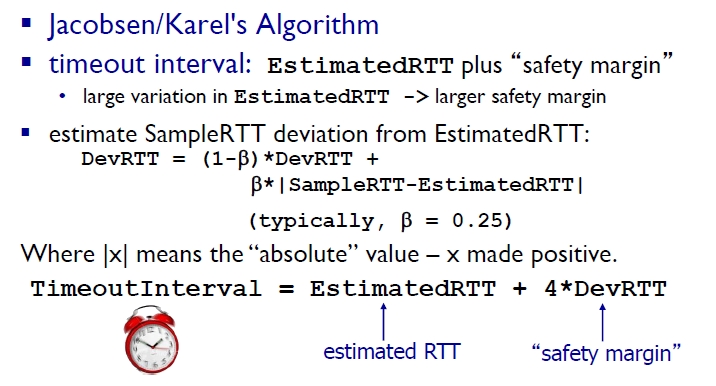 Jacobsen/Karel's Algorithm
timeout interval: EstimatedRTT plus “safety margin”
large variation in EstimatedRTT -> larger safety margin
estimate SampleRTT deviation from EstimatedRTT:
DevRTT = (1-β)*DevRTT +
β*|SampleRTT-EstimatedRTT|
(typically, β = 0.25)
Where |x| means the “absolute” value – x made positive.
TimeoutInterval = EstimatedRTT + 4*DevRTT
estimated RTT “safety margin”